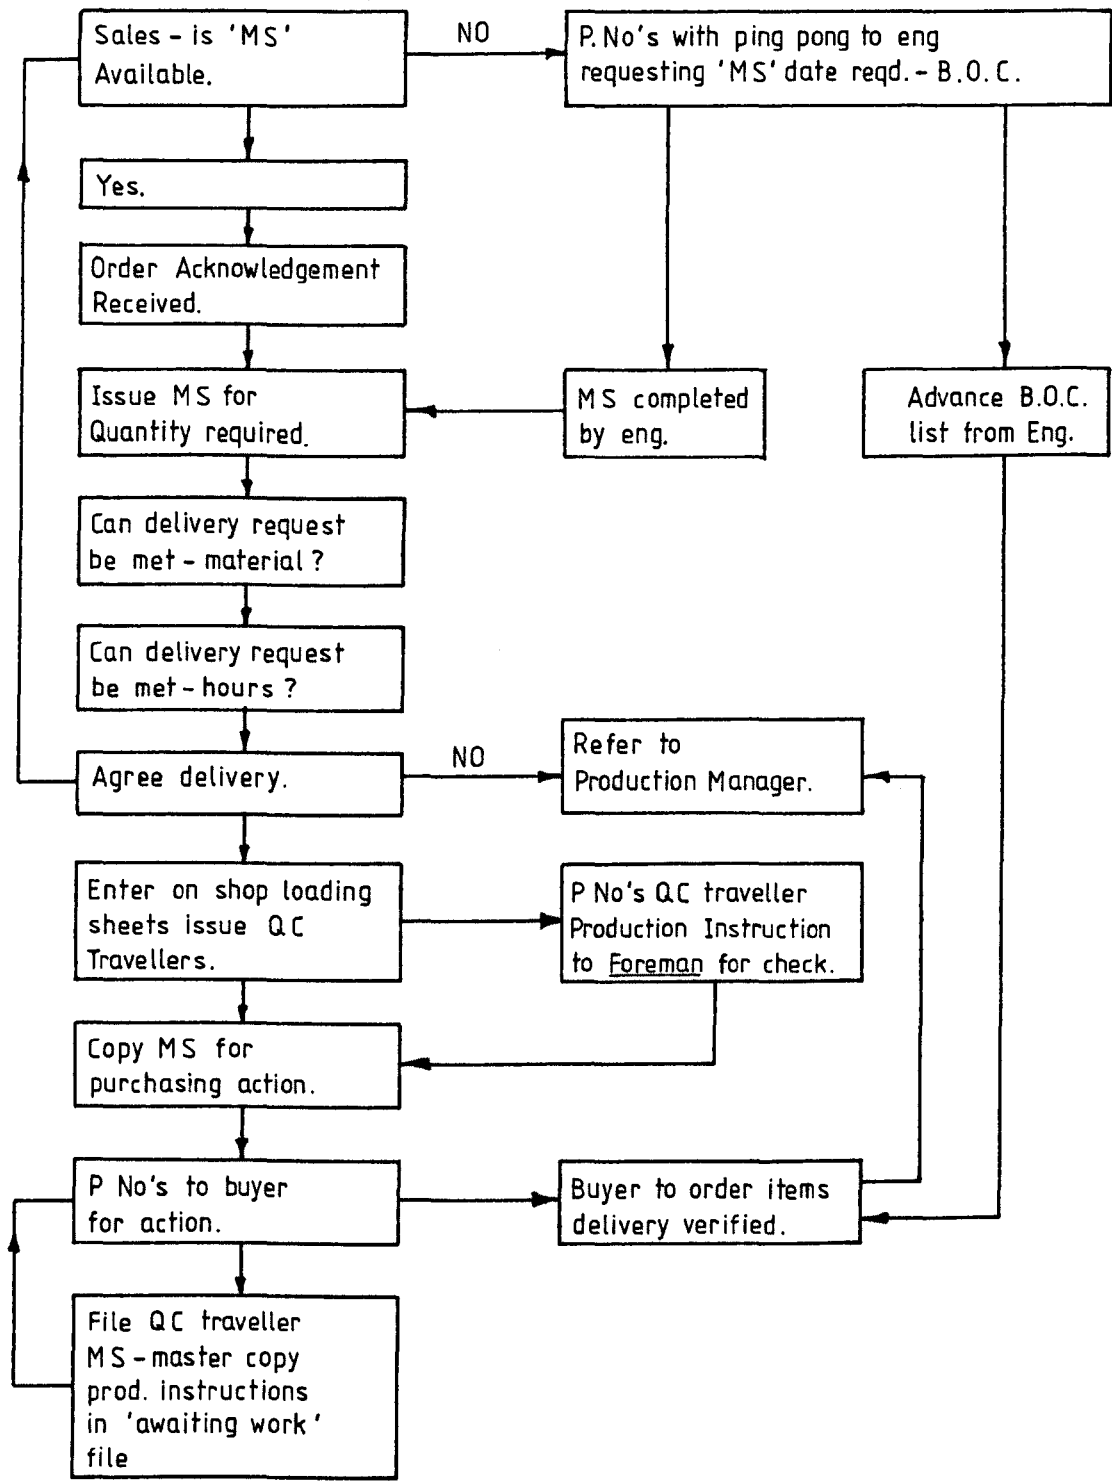 Sales - is 'MS'
Available.
NO
P.No's with ping pong to eng
requesting 'MS' date reqd. - B.O.C.
Yes.
Order Acknowledgement
Received.
Issue MS for
Quantity required.
MS completed
by eng.
Advance B.O.C.
list from Eng.
Can delivery request
be met - material ?
Can delivery request
be met - hours ?
Agree delivery.
NO
Refer to
Production Manager.
Enter on shop loading
sheets issue QC
Travellers.
P No's QC traveller
Production Instruction
to Foreman for check.
Copy MS for
purchasing action.
P No's to buyer
for action.
Buyer to order items
delivery verified.
File QC traveller
MS - master copy
prod. instructions
in 'awaiting work'
file